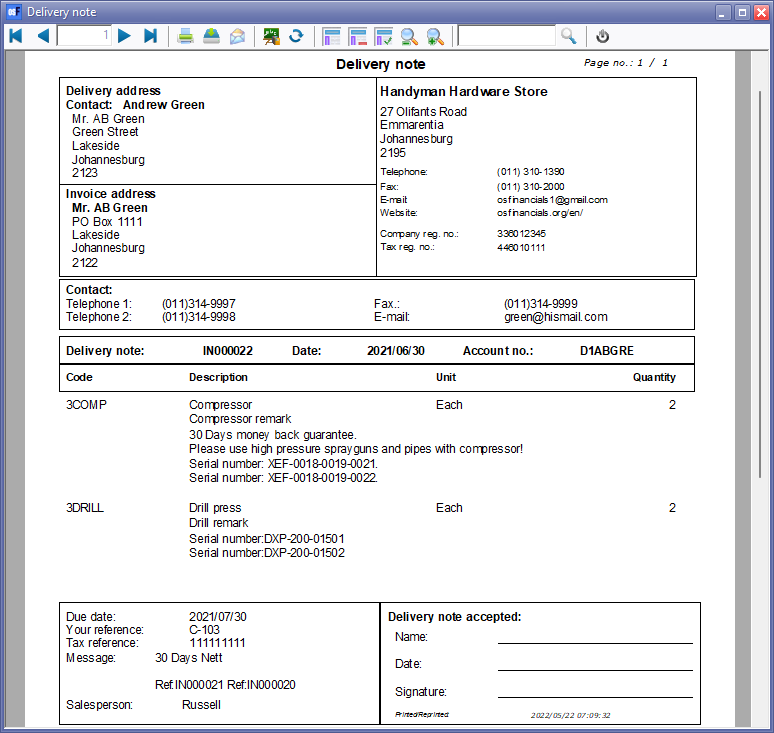 Delivery note
1
Delivery note
Page no.: 1 / 1
Delivery address
Contact: Andrew Green
Mr. AB Green
Green Street
Lakeside
Johannesburg
2123
Invoice address
Mr. AB Green
PO Box 1111
Lakeside
Johannesburg
2122
Handyman Hardware Store
27 Olifants Road
Emmarentia
Johannesburg
2195
Telephone: (011) 310-1390
Fax: (011) 310-2000
E-mail osfinancials1@gmail.com
Website: osfinancials.org/en/
Company reg. no.: 336012345
Tax reg. no.: 446010111
Contact:
Telephone 1: (011)314-9997 Fax.: (011)314-9999
Telephone 2: (011)314-9998 E-mail: green@hismail.com
Delivery note: IN000022 Date: 2021/06/30 Account no.: D1ABGRE
Code Description Unit Quantity
3COMP Compressor Each 2
Compressor remark
30 Days money back guarantee.
Please use high pressure sprayguns and pipes with compressor!
Serial number: XEF-0018-0019-0021.
Serial number: XEF-0018-0019-0022.
3DRILL Drill press Each 2
Drill remark
Serial number:DXP-200-01501
Serial number:DXP-200-01502
Due date: 2021/07/30
Your reference: C-103
Tax reference: 111111111
Message: 30 Days Nett
Ref:IN000021 Ref:IN000020
Salesperson: Russell
Delivery note accepted:
Name:
Date:
Signature:
Printed/Reprinted: 2022/05/22 07:09:32